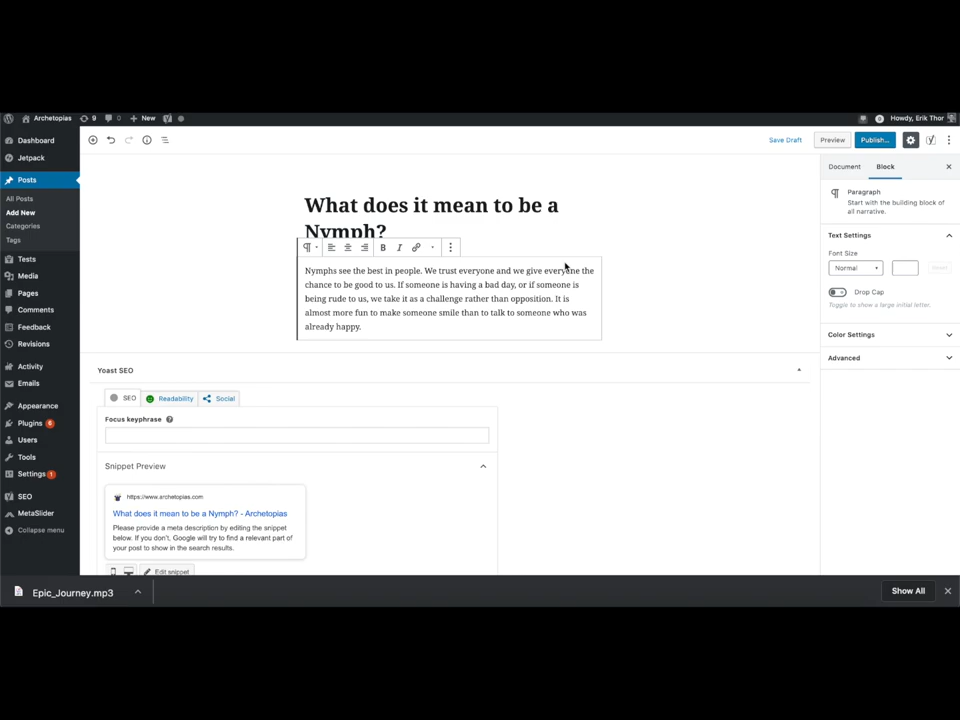 Archetopias 9 0 New Howdy, Erik Thor
Dashboard
Jetpack
Posts
All Posts
Add New
Categories
Tags
Tests
Media
Pages
Comments
Feedback
Revisions
Activity
Emails
Appearance
Plugins 6
Users
Tools
Settings 1
SEO
MetaSlider
Collapse menu
Save Draft Preview Publish...
What does it mean to be a
Nymph?
B I
Nymphs see the best in people. We trust everyone and we give everyone the
chance to be good to us. If someone is having a bad day, or if someone is
being rude to us, we take it as a challenge rather than opposition. It is
almost more fun to make someone smile than to talk to someone who was
already happy.
Yoast SEO
SEO Readability Social
Focus keyphrase
Snippet Preview
https://www.archetopias.com
What does it mean to be a Nymph? - Archetopias
Please provide a meta description by editing the snippet
below. If you don't, Google will try to find a relevant part of
your post to show in the search results.
Edit snippet
Document Block
Paragraph
Start with the building block of
all narrative.
Text Settings
Font Size
Normal
Drop Cap
Toggle to show a large initial letter.
Color Settings
Advanced
Epic_Journey.mp3 Show All